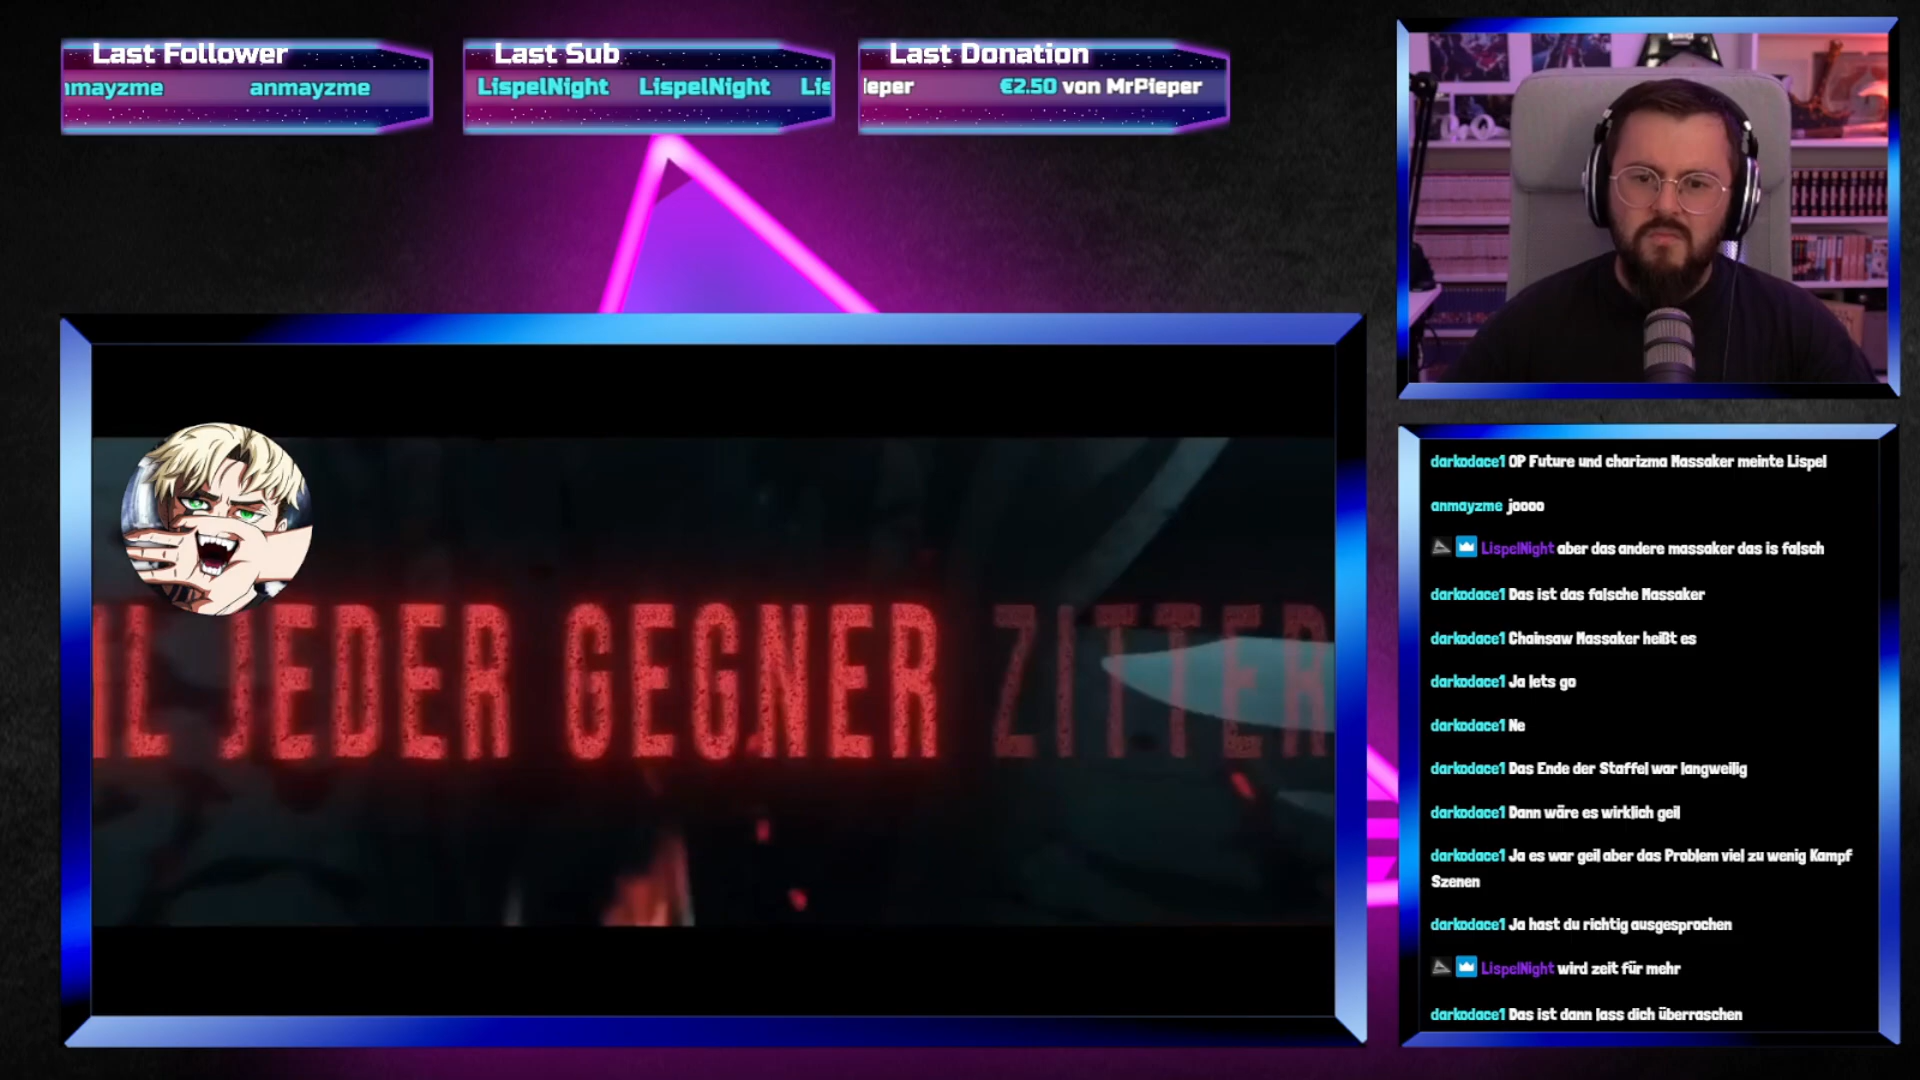 Last Follower
anmayzme
Last Sub
LispelNight LispelNight
Last Donation
€2.50 von MrPieper
JEDER GEGNER ZITTER
darkodace1 OP Future und charizma Massaker meinte Lispel
anmayzme joooo
LispelNight aber das andere massaker das is falsch
darkodace1 Das ist das falsche Massaker
darkodace1 Chainsaw Massaker heißt es
darkodace1 Ja lets go
darkodace1 Ne
darkodace1 Das Ende der Staffel war langweilig
darkodace1 Dann wäre es wirklich geil
darkodace1 Ja es war geil aber das Problem viel zu wenig Kampf
Szenen
darkodace1 Ja hast du richtig ausgesprochen
LispelNight wird zeit für mehr
darkodace1 Das ist dann lass dich überraschen